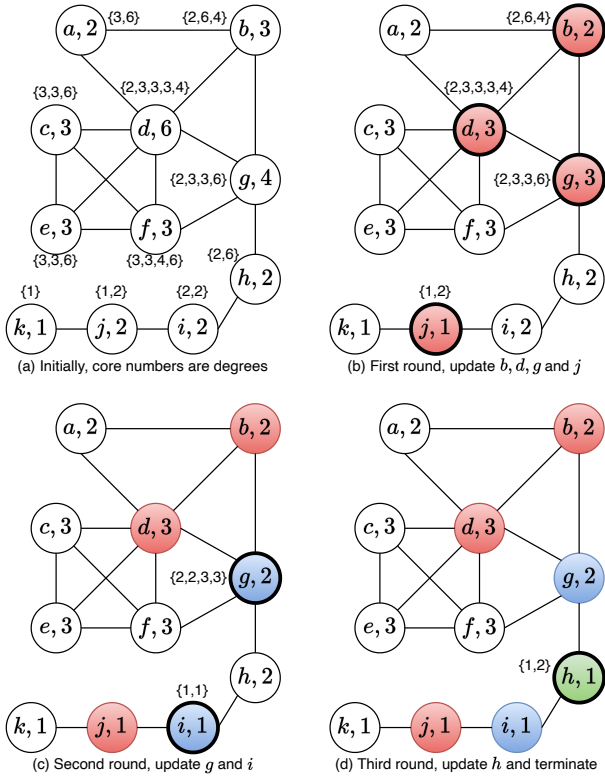 {3,6} {2,6,4}
a, 2 b, 3
{3,3,6} {2,3,3,3,4}
c, 3 d, 6
{2,3,3,6} g, 4
e, 3 f, 3
{3,3,6} {3,3,4,6} {2,6}
h, 2
{1} {1,2} {2,2}
k, 1 j, 2 i, 2
(a) Initially, core numbers are degrees
{2,6,4}
a, 2 b, 2
{2,3,3,3,4}
c, 3 d, 3
{2,3,3,6} g, 3
e, 3 f, 3
h, 2
{1,2}
k, 1 j, 1 i, 2
(b) First round, update b, d, g and j
a, 2 b, 2
c, 3 d, 3
{2,2,3,3} g, 2
e, 3 f, 3
h, 2
{1,1}
k, 1 j, 1 i, 1
(c) Second round, update g and i
a, 2 b, 2
c, 3 d, 3
g, 2
e, 3 f, 3
{1,2} h, 1
k, 1 j, 1 i, 1
(d) Third round, update h and terminate